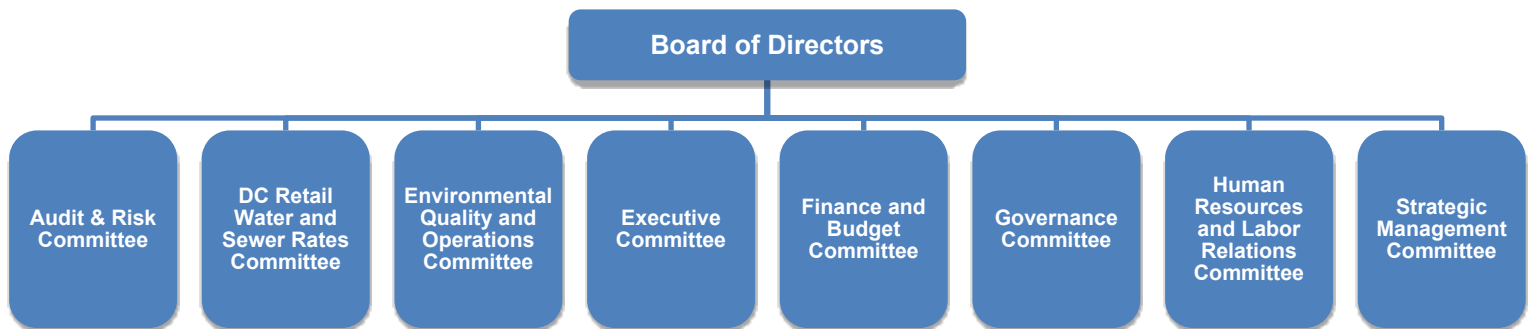 Board of Directors
Audit & Risk
Committee
DC Retail
Water and
Sewer Rates
Committee
Environmental
Quality and
Operations
Committee
Executive
Committee
Finance and
Budget
Committee
Governance
Committee
Human
Resources
and Labor
Relations
Committee
Strategic
Management
Committee